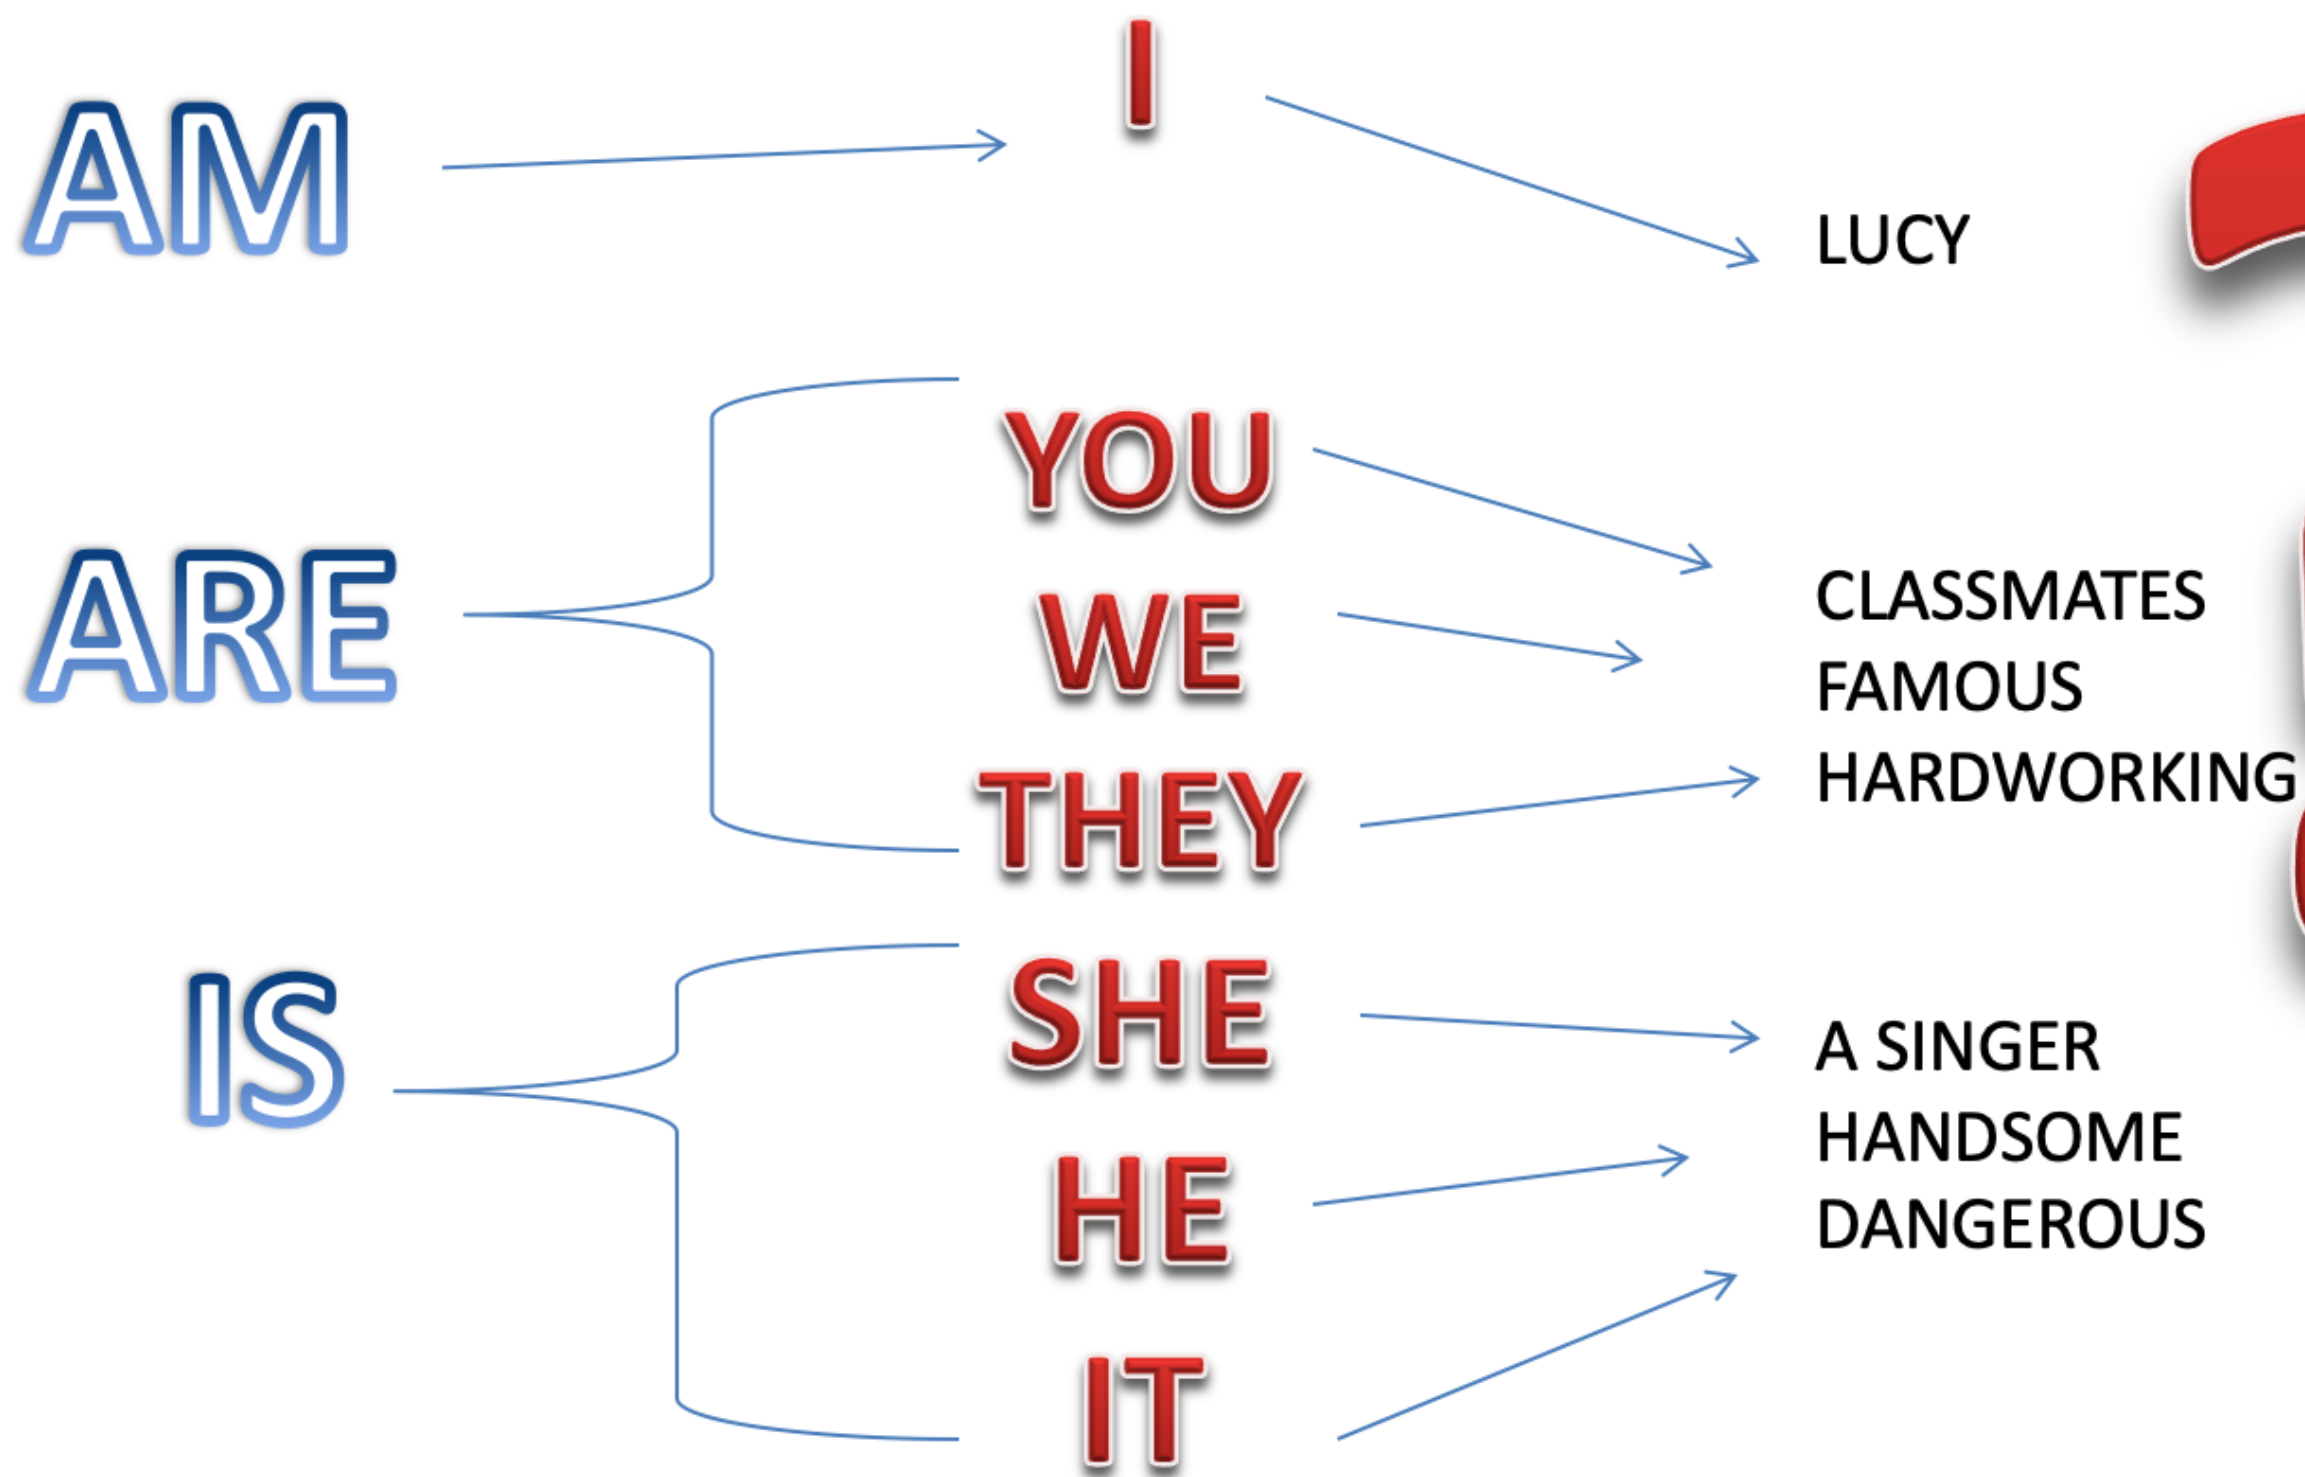 I
AM
LUCY
YOU
ARE
WE
THEY
CLASSMATES
FAMOUS
HARDWORKING
IS
SHE
HE
IT
A SINGER
HANDSOME
DANGEROUS
?